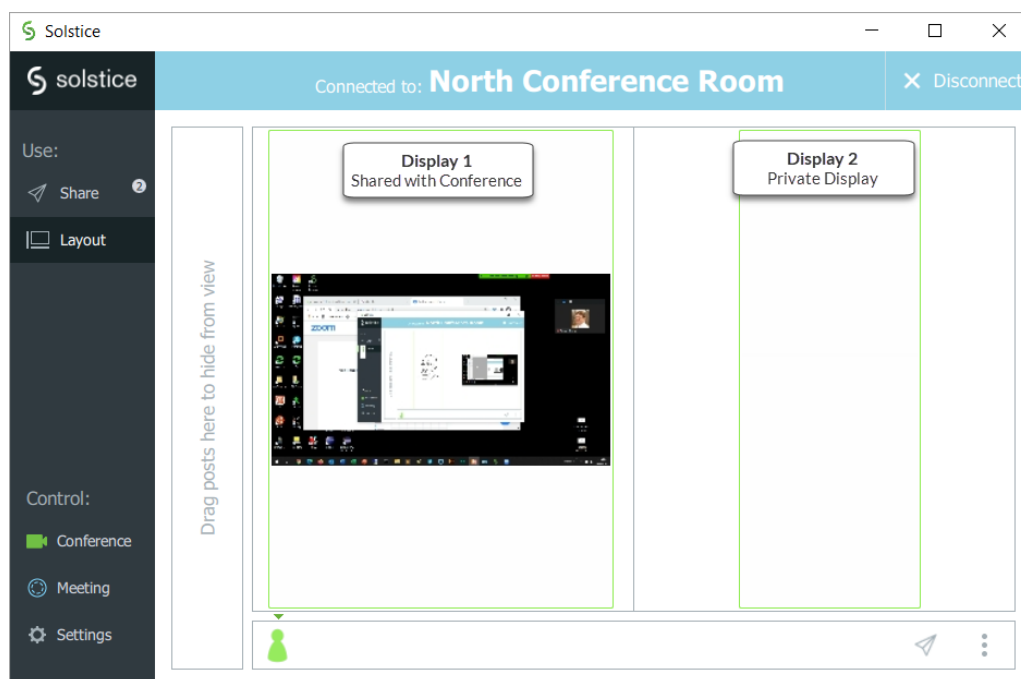 Solstice
solstice
Connected to: North Conference Room
Disconnect
Use:
Share
2
Layout
Control:
Conference
Meeting
Settings
Drag posts here to hide from view
Display 1
Shared with Conference
Display 2
Private Display
zoom